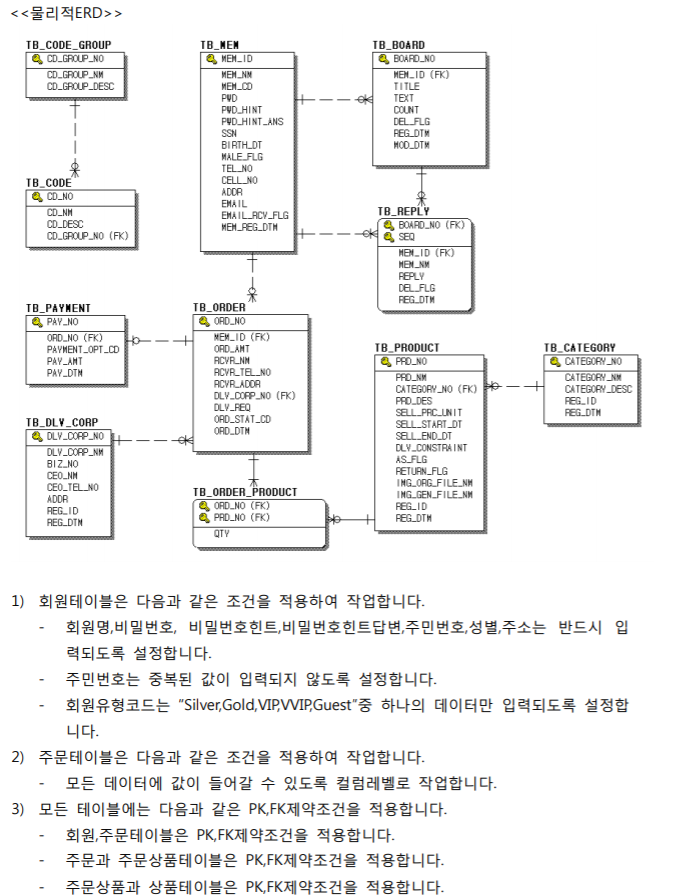 <<물리적ERD>>
TB_CODE_GROUP
CD_GROUP_NO
CD_GROUP_NM
CD_GROUP_DESC
TB_CODE
CD_NO
CD_NM
CD_DESC
CD_GROUP_NO (FK)
TB_MEM
MEM_ID
MEM_NM
MEM_CD
PWD
PWD_HINT
PWD_HINT_ANS
SSN
BIRTH_DT
MALE_FLG
TEL_NO
CELL_NO
ADDR
EMAIL
EMAIL_RCV_FLG
MEM_REG_DTM
TB_BOARD
BOARD_NO
MEM_ID (FK)
TITLE
TEXT
COUNT
DEL_FLG
REG_DTM
MOD_DTM
TB_REPLY
BOARD_NO (FK)
SEQ
MEM_ID (FK)
MEM_NM
REPLY
DEL_FLG
REG_DTM
TB_PAYMENT
PAY_NO
ORD_NO (FK)
PAYMENT_OPT_CD
PAY_AMT
PAY_DTM
TB_DLV_CORP
DLV_CORP_NO
DLV_CORP_NM
BIZ_NO
CEO_NM
CEO_TEL_NO
ADDR
REG_ID
REG_DTM
TB_ORDER
ORD_NO
MEM_ID (FK)
ORD_AMT
RCVR_NM
RCVR_TEL_NO
RCVR_ADDR
DLV_CORP_NO (FK)
DLV_REQ
ORD_STAT_CD
ORD_DTM
TB_ORDER_PRODUCT
ORD_NO (FK)
PRD_NO (FK)
QTY
TB_PRODUCT
PRD_NO
PRD_NM
CATEGORY_NO (FK)
PRD_DES
SELL_PRC_UNIT
SELL_START_DT
SELL_END_DT
DLV_CONSTRAINT
AS_FLG
RETURN_FLG
IMG_ORG_FILE_NM
IMG_GEN_FILE_NM
REG_ID
REG_DTM
TB_CATEGORY
CATEGORY_NO
CATEGORY_NM
CATEGORY_DESC
REG_ID
REG_DTM
1) 회원테이블은 다음과 같은 조건을 적용하여 작업합니다.
- 회원명,비밀번호, 비밀번호힌트,비밀번호힌트답변,주민번호,성별,주소는 반드시 입
력되도록 설정합니다.
- 주민번호는 중복된 값이 입력되지 않도록 설정합니다.
- 회원유형코드는 “Silver,Gold,VIP,VVIP,Guest”중 하나의 데이터만 입력되도록 설정합
니다.
2) 주문테이블은 다음과 같은 조건을 적용하여 작업합니다.
- 모든 데이터에 값이 들어갈 수 있도록 컬럼레벨로 작업합니다.
3) 모든 테이블에는 다음과 같은 PK,FK제약조건을 적용합니다.
- 회원,주문테이블은 PK,FK제약조건을 적용합니다.
- 주문과 주문상품테이블은 PK,FK제약조건을 적용합니다.
- 주문상품과 상품테이블은 PK,FK제약조건을 적용합니다.